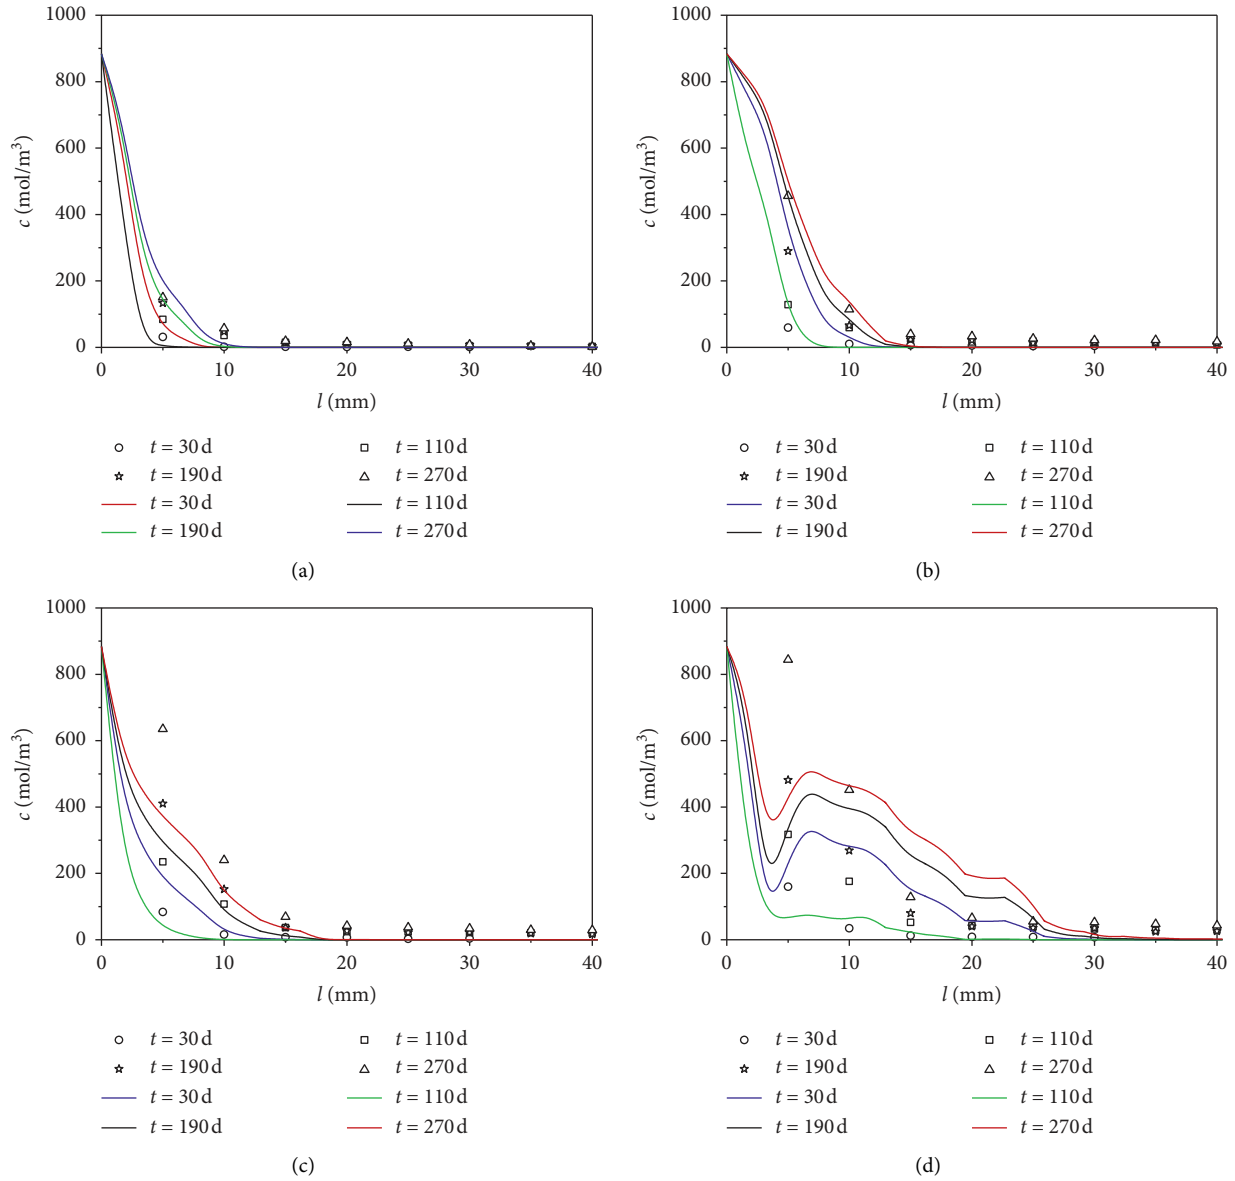 1000
800
600
400
200
0
c (mol/m³)
0 10 20 30 40
l (mm)
t = 30 d t = 110 d
t = 190 d t = 270 d
t = 30 d t = 110 d
t = 190 d t = 270 d
(a)
1000
800
600
400
200
0
c (mol/m³)
0 10 20 30 40
l (mm)
t = 30 d t = 110 d
t = 190 d t = 270 d
t = 30 d t = 110 d
t = 190 d t = 270 d
(b)
1000
800
600
400
200
0
c (mol/m³)
0 10 20 30 40
l (mm)
t = 30 d t = 110 d
t = 190 d t = 270 d
t = 30 d t = 110 d
t = 190 d t = 270 d
(c)
1000
800
600
400
200
0
c (mol/m³)
0 10 20 30 40
l (mm)
t = 30 d t = 110 d
t = 190 d t = 270 d
t = 30 d t = 110 d
t = 190 d t = 270 d
(d)